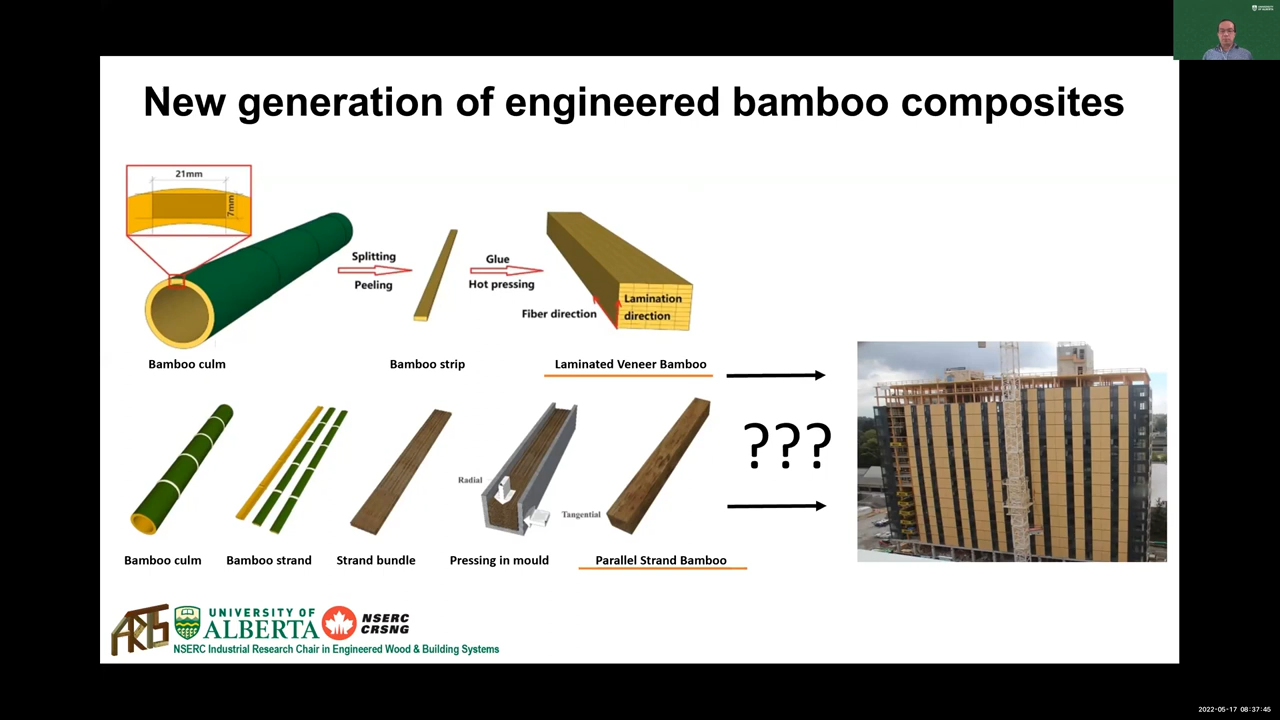 New generation of engineered bamboo composites
21mm
7mm
Splitting
Peeling
Glue
Hot pressing
Fiber direction
Lamination
direction
Bamboo culm
Bamboo strip
Laminated Veneer Bamboo
???
Radial
Tangential
Bamboo culm
Bamboo strand
Strand bundle
Pressing in mould
Parallel Strand Bamboo
UNIVERSITY OF
ALBERTA
NSERC
CRSNG
NSERC Industrial Research Chair in Engineered Wood & Building Systems
UNIVERSITY
OF ALBERTA
2022-05-17 08:37:45